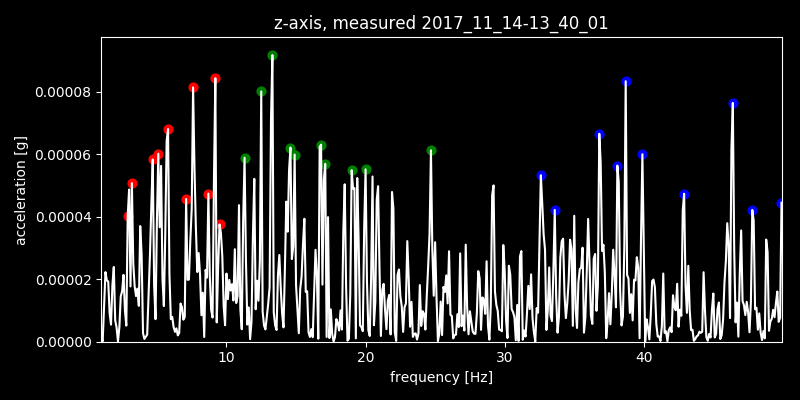 z-axis, measured 2017_11_14-13_40_01
0.00008
0.00006
0.00004
0.00002
0.00000
acceleration [g]
10 20 30 40
frequency [Hz]